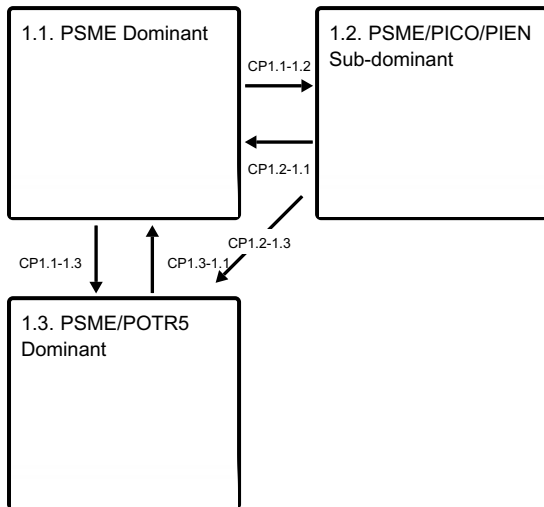 1.1. PSME Dominant
1.2. PSME/PICO/PIEN
Sub-dominant
CP1.1-1.2
CP1.2-1.1
CP1.2-1.3
CP1.1-1.3
CP1.3-1.1
1.3. PSME/POTR5
Dominant